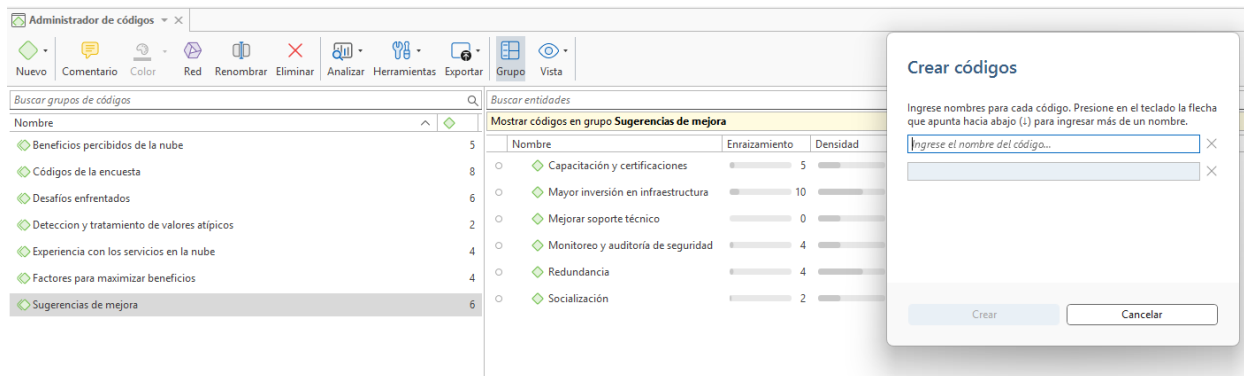 Administrador de códigos
Nuevo Comentario Color Red Renombrar Eliminar Analizar Herramientas Exportar Grupo Vista
Buscar grupos de códigos
Nombre
Beneficios percibidos de la nube 5
Códigos de la encuesta 8
Desafíos enfrentados 6
Deteccion y tratamiento de valores atípicos 2
Experiencia con los servicios en la nube 4
Factores para maximizar beneficios 4
Sugerencias de mejora 6
Buscar entidades
Mostrar códigos en grupo Sugerencias de mejora
Nombre Enraizamiento Densidad
Capacitación y certificaciones 5
Mayor inversión en infraestructura 10
Mejorar soporte técnico 0
Monitoreo y auditoría de seguridad 4
Redundancia 4
Socialización 2
Crear códigos
Ingrese nombres para cada código. Presione en el teclado la flecha
que apunta hacia abajo (↓) para ingresar más de un nombre.
Ingrese el nombre del código...
Crear Cancelar